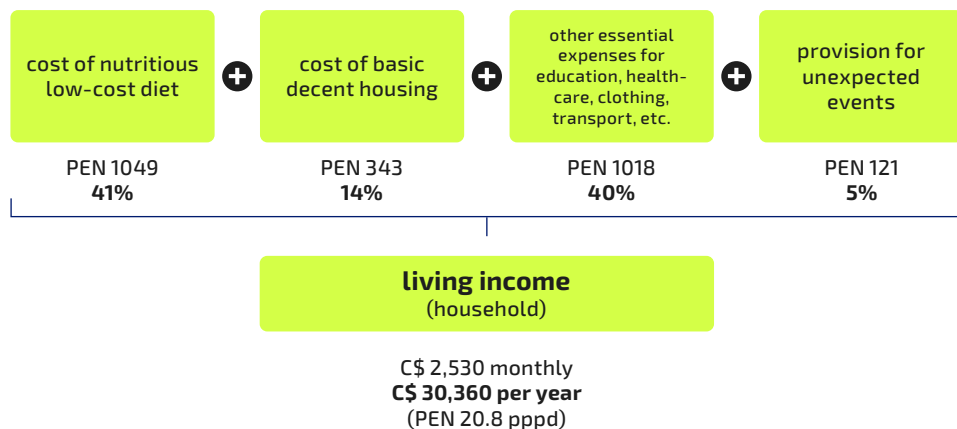 cost of nutritious
low-cost diet
+
cost of basic
decent housing
+
other essential
expenses for
education, health-
care, clothing,
transport, etc.
+
provision for
unexpected
events
PEN 1049
41%
PEN 343
14%
PEN 1018
40%
PEN 121
5%
living income
(household)
C$ 2,530 monthly
C$ 30,360 per year
(PEN 20.8 pppd)